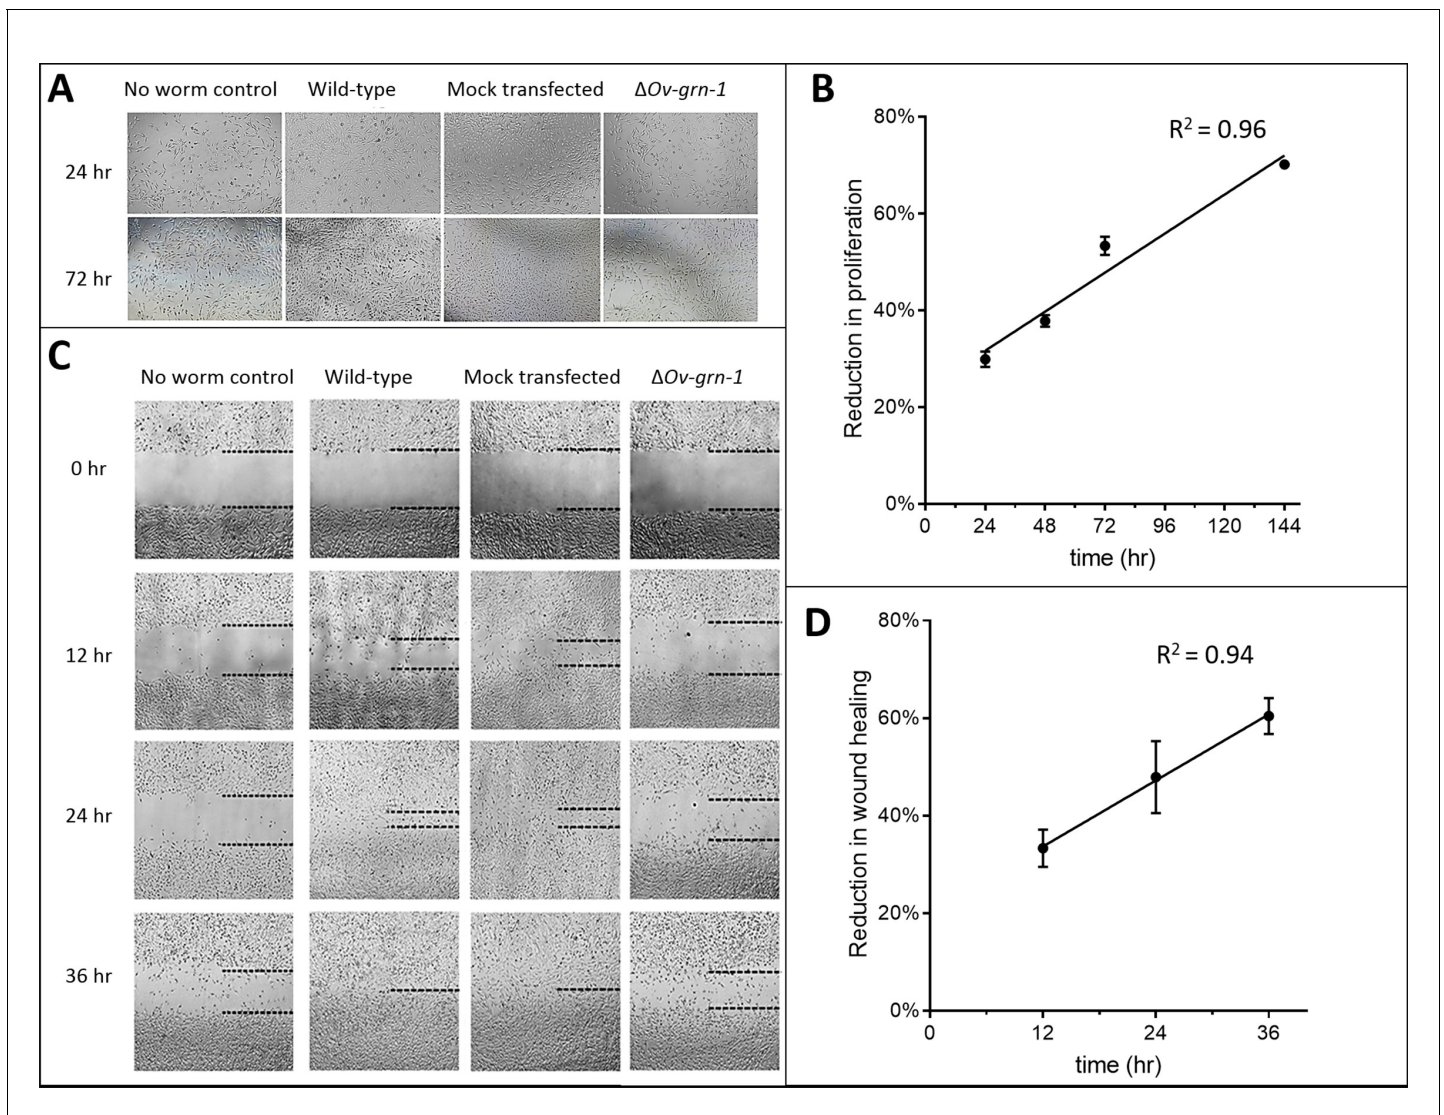 A
No worm control Wild-type Mock transfected ΔOv-grn-1
24 hr
72 hr
B
80%
60%
40%
20%
0%
Reduction in proliferation
R² = 0.96
0 24 48 72 96 120 144
time (hr)
C
No worm control Wild-type Mock transfected ΔOv-grn-1
0 hr
12 hr
24 hr
36 hr
D
80%
60%
40%
20%
0%
Reduction in wound healing
R² = 0.94
0 12 24 36
time (hr)